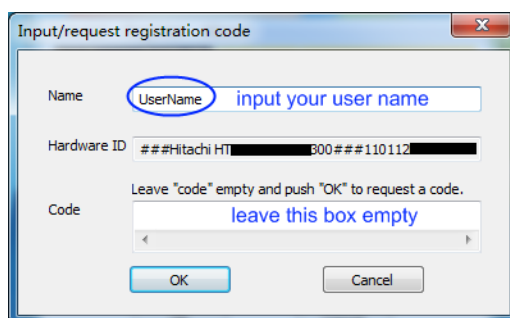 Input/request registration code
Name UserName input your user name
Hardware ID ###Hitachi HT 300###110112
Leave "code" empty and push "OK" to request a code.
Code leave this box empty
OK Cancel